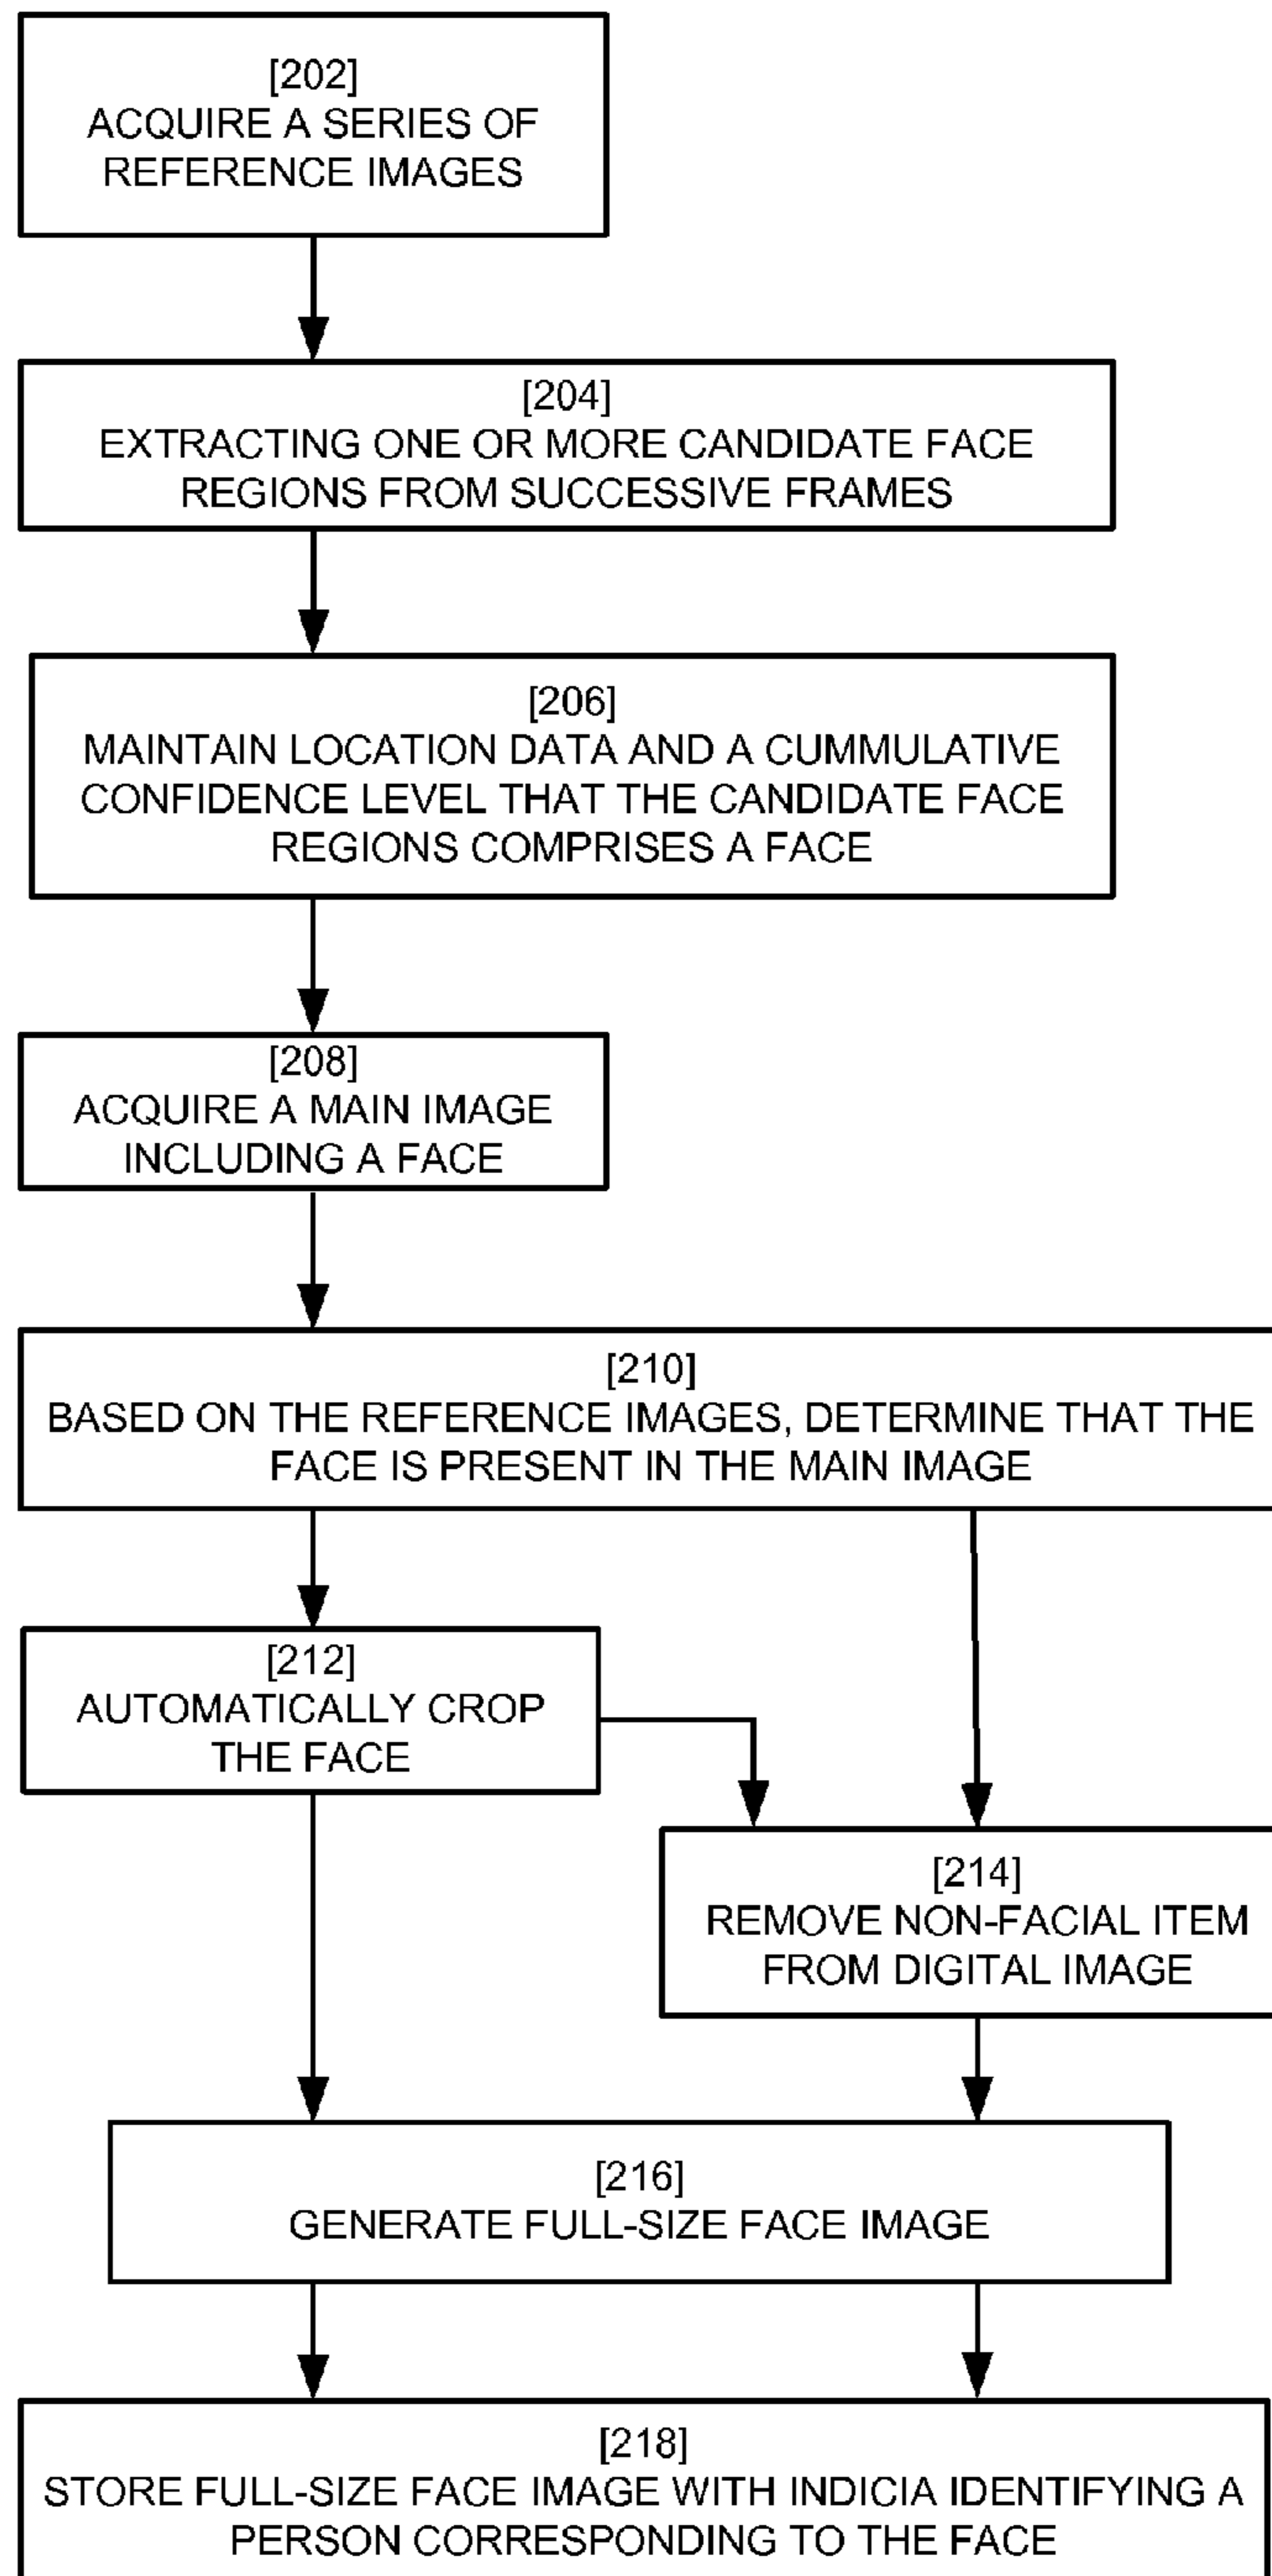 [202]
ACQUIRE A SERIES OF
REFERENCE IMAGES
[204]
EXTRACTING ONE OR MORE CANDIDATE FACE
REGIONS FROM SUCCESSIVE FRAMES
[206]
MAINTAIN LOCATION DATA AND A CUMMULATIVE
CONFIDENCE LEVEL THAT THE CANDIDATE FACE
REGIONS COMPRISES A FACE
[208]
ACQUIRE A MAIN IMAGE
INCLUDING A FACE
[210]
BASED ON THE REFERENCE IMAGES, DETERMINE THAT THE
FACE IS PRESENT IN THE MAIN IMAGE
[212]
AUTOMATICALLY CROP
THE FACE
[214]
REMOVE NON-FACIAL ITEM
FROM DIGITAL IMAGE
[216]
GENERATE FULL-SIZE FACE IMAGE
[218]
STORE FULL-SIZE FACE IMAGE WITH INDICIA IDENTIFYING A
PERSON CORRESPONDING TO THE FACE